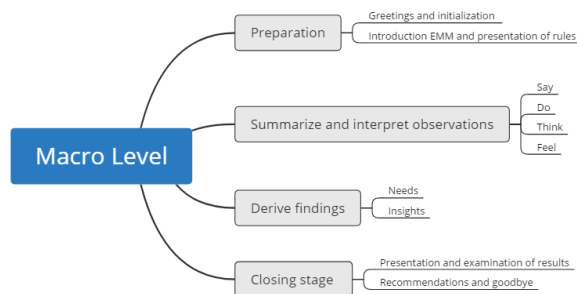 Macro Level
Preparation
Greetings and initialization
Introduction EMM and presentation of rules
Summarize and interpret observations
Say
Do
Think
Feel
Derive findings
Needs
Insights
Closing stage
Presentation and examination of results
Recommendations and goodbye